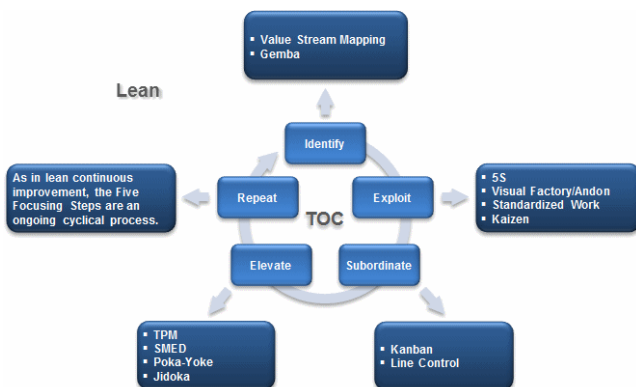 ▪ Value Stream Mapping
▪ Gemba
Lean
Identify
As in lean continuous
improvement, the Five
Focusing Steps are an
ongoing cyclical process.
Repeat
Exploit
▪ 5S
▪ Visual Factory/Andon
▪ Standardized Work
▪ Kaizen
TOC
Elevate
Subordinate
▪ TPM
▪ SMED
▪ Poka-Yoke
▪ Jidoka
▪ Kanban
▪ Line Control